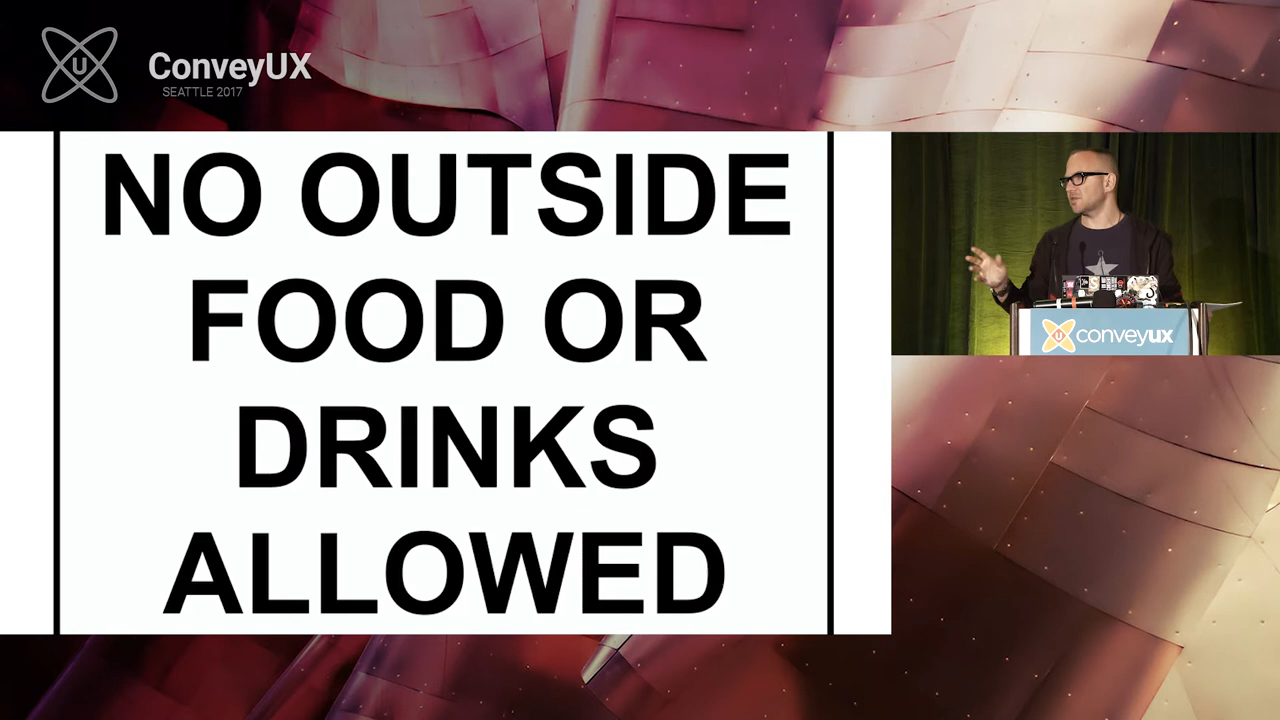 U
ConveyUX
SEATTLE 2017
NO OUTSIDE
FOOD OR
DRINKS
ALLOWED
U
conveyux